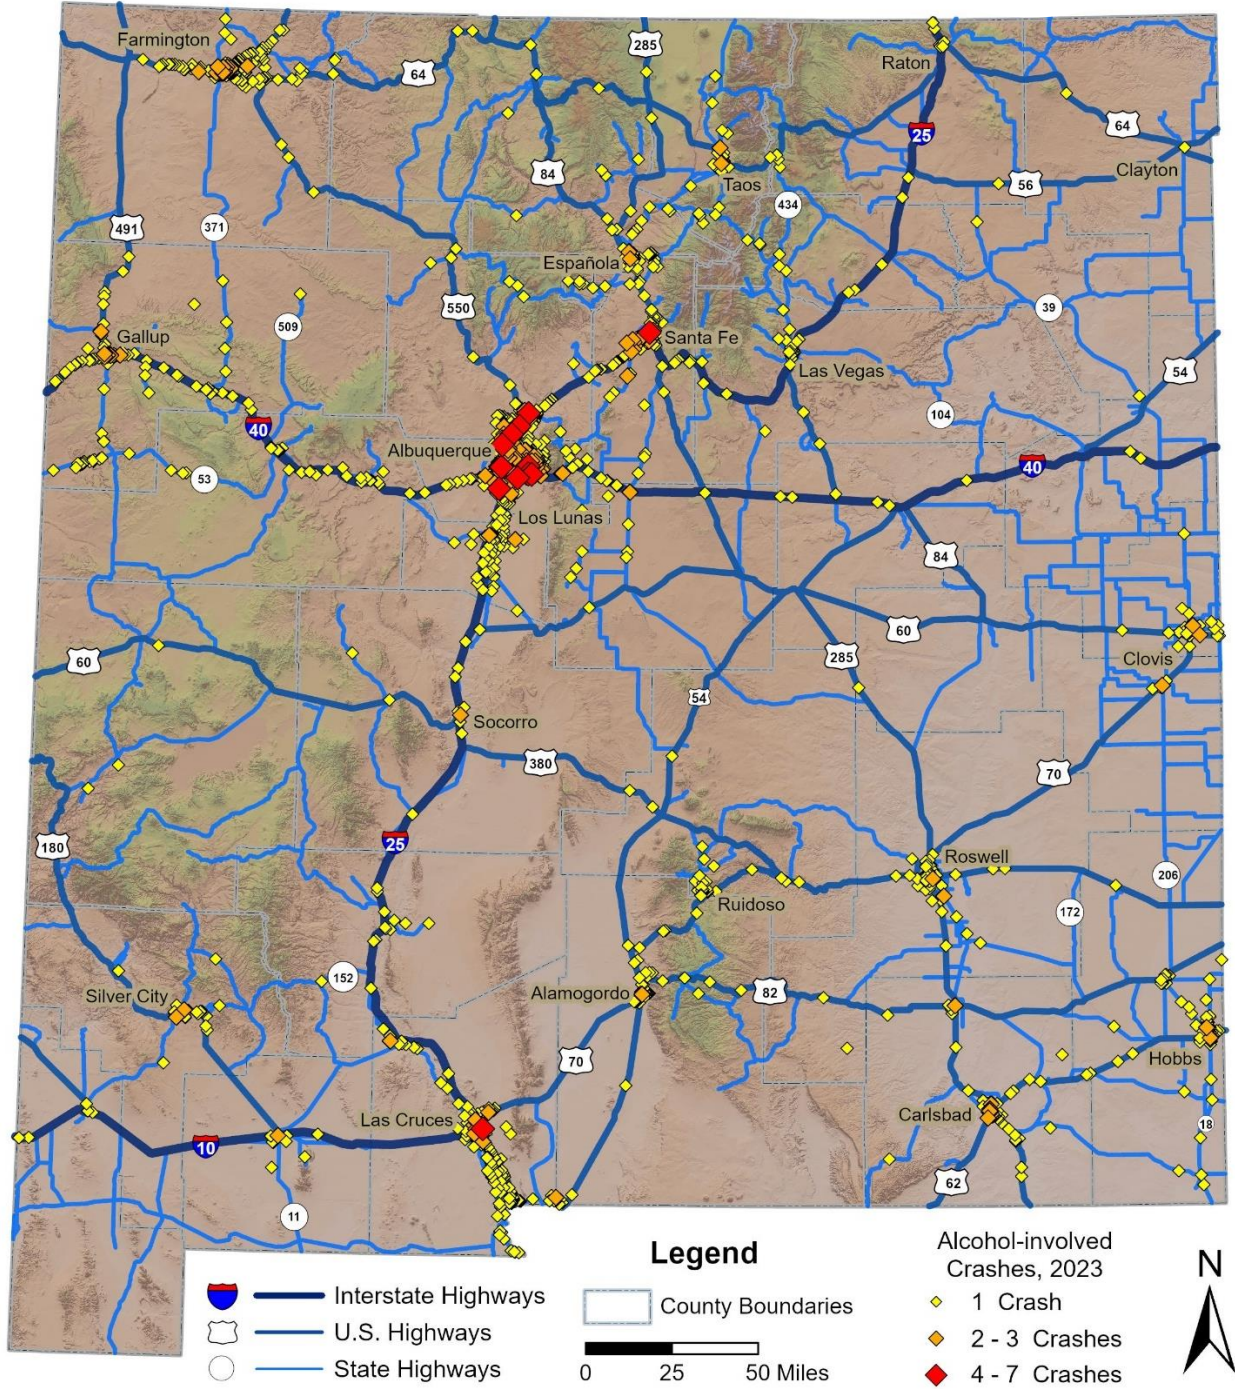 Farmington
64
285
Raton
25
64
Clayton
56
84
Taos
434
491
371
Española
550
509
39
Gallup
Santa Fe
Las Vegas
54
104
40
Albuquerque
40
53
Los Lunas
84
60
60
285
Clovis
54
Socorro
380
70
25
180
Roswell
206
Ruidoso
172
152
Silver City
Alamogordo
82
70
Hobbs
Las Cruces
Carlsbad
18
10
62
11
Legend
Interstate Highways
U.S. Highways
State Highways
County Boundaries
0 25 50 Miles
Alcohol-involved
Crashes, 2023
1 Crash
2 - 3 Crashes
4 - 7 Crashes
N